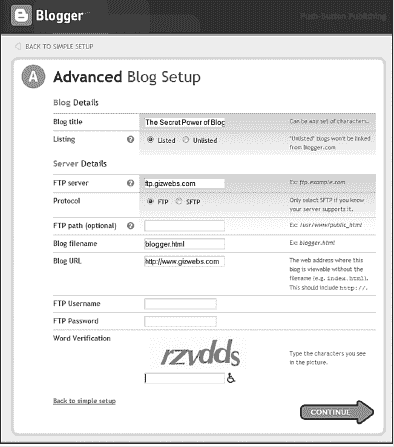 Blogger
Push-Button Publishing
BACK TO SIMPLE SETUP
A Advanced Blog Setup
Blog Details
Blog title The Secret Power of Blog Can be any set of characters.
Listing Listed Unlisted "Unlisted" blogs won't be linked
from Blogger.com
Server Details
FTP server ? ftp.gizwebs.com Ex: ftp.example.com
Protocol FTP SFTP Only select SFTP if you know
your server supports it.
FTP path (optional) ? Ex: /usr/www/public_html
Blog filename blogger.html Ex: blogger.html
Blog URL http://www.gizwebs.com The web address where this
blog is viewable without the
filename (e.g. index.html).
This should include http://.
FTP Username
FTP Password
Word Verification rzvdds Type the characters you see
in the picture.
Back to simple setup
CONTINUE